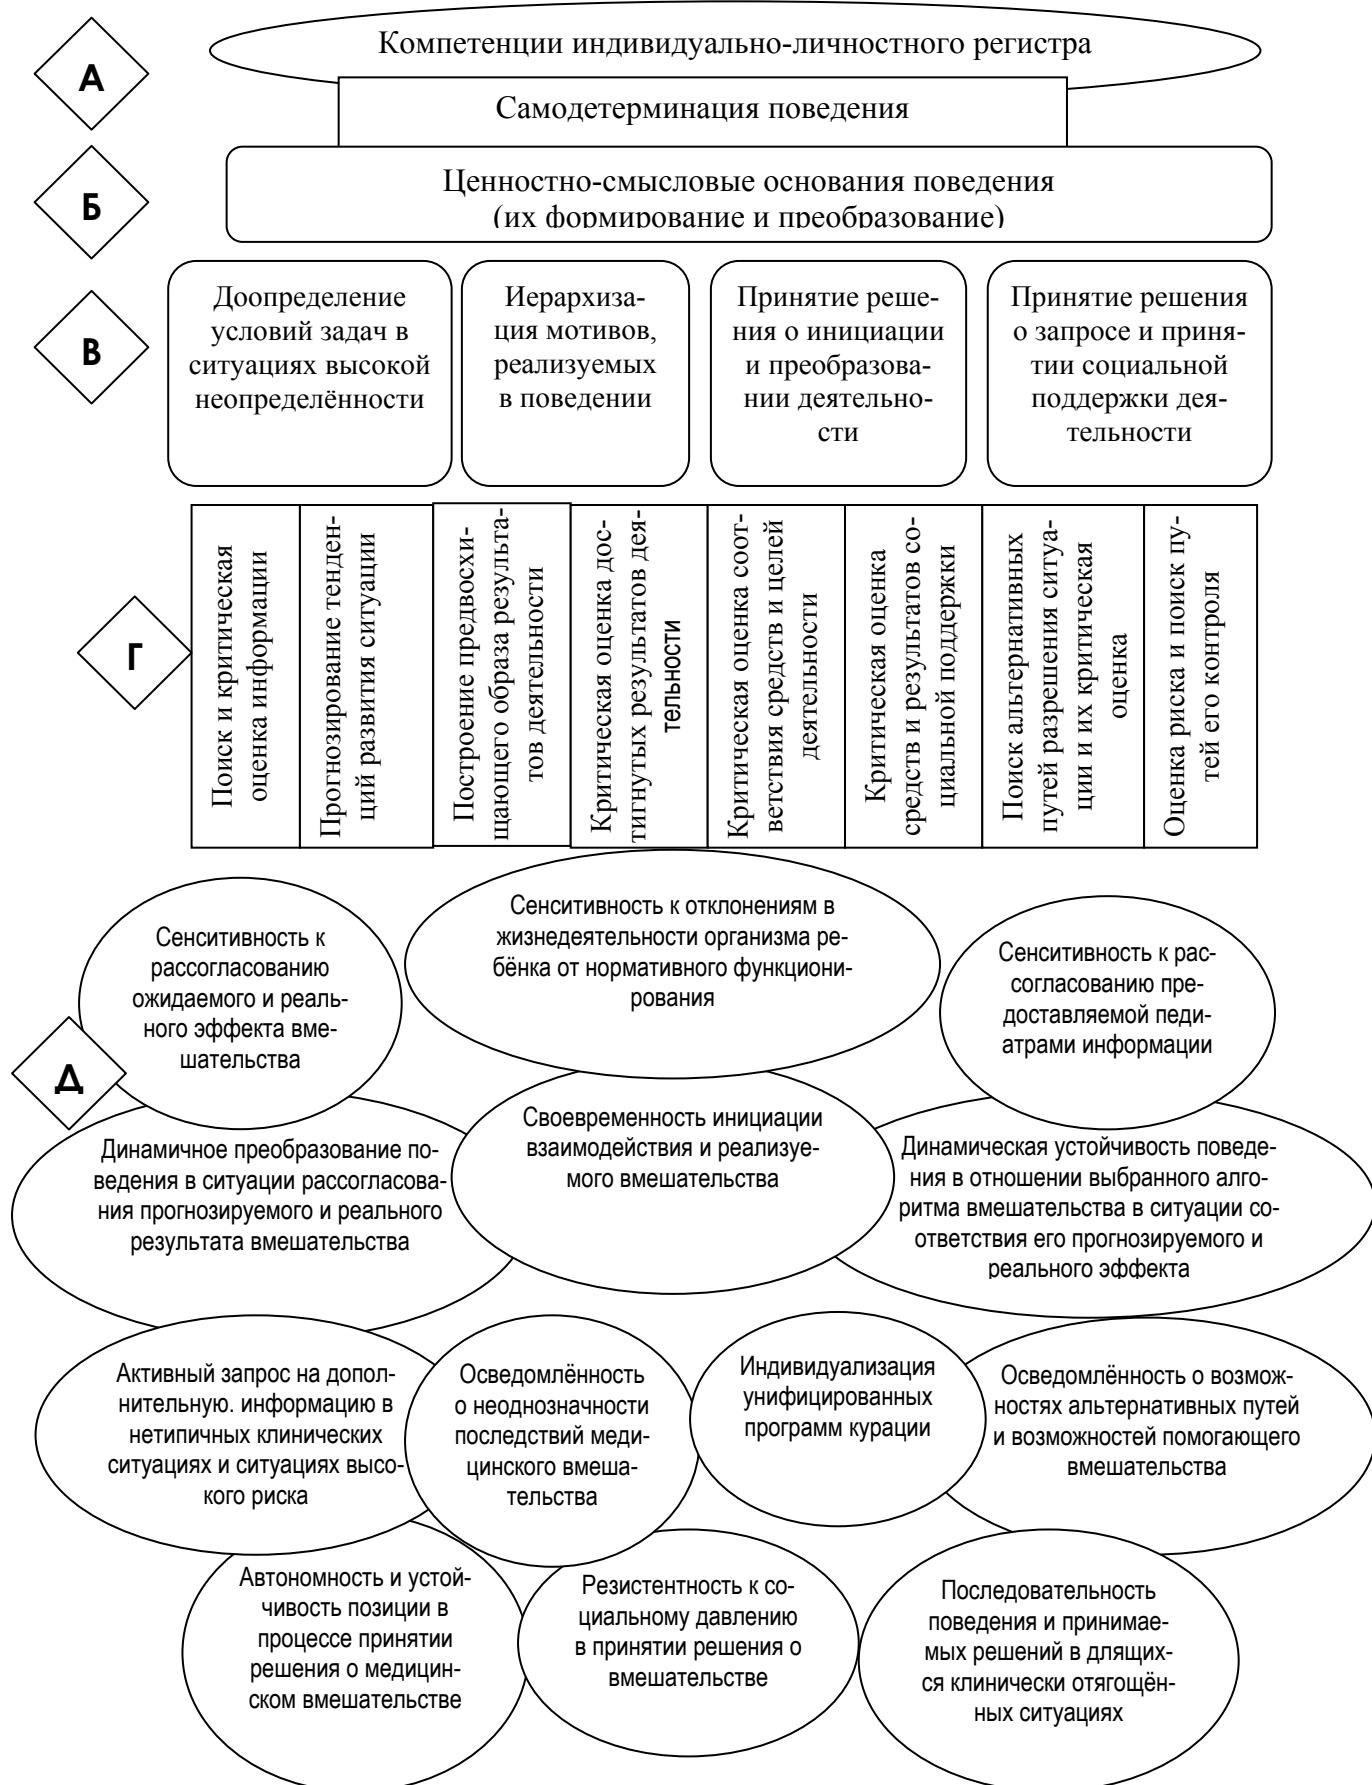 А
Компетенции индивидуально-личностного регистра
Самодетерминация поведения
Б
Ценностно-смысловые основания поведения
(их формирование и преобразование)
В
Доопределение
условий задач в
ситуациях высокой
неопределённости
Иерархиза-
ция мотивов,
реализуемых
в поведении
Принятие реше-
ния о инициации
и преобразова-
нии деятельно-
сти
Принятие решения
о запросе и приня-
тии социальной
поддержки дея-
тельности
Г
Поиск и критическая
оценка информации
Прогнозирование тенден-
ций развития ситуации
Построение предвосхи-
щающего образа результа-
тов деятельности
Критическая оценка дос-
тигнутых результатов дея-
тельности
Критическая оценка соот-
ветствия средств и целей
деятельности
Критическая оценка
средств и результатов со-
циальной поддержки
Поиск альтернативных
путей разрешения ситуа-
ции и их критическая
оценка
Оценка риска и поиск пу-
тей его контроля
Д
Сенситивность к
рассогласованию
ожидаемого и реаль-
ного эффекта вме-
шательства
Сенситивность к отклонениям в
жизнедеятельности организма ре-
бёнка от нормативного функциони-
рования
Сенситивность к рас-
согласованию пре-
доставляемой педи-
атрами информации
Динамичное преобразование по-
ведения в ситуации рассогласова-
ния прогнозируемого и реального
результата вмешательства
Своевременность инициации
взаимодействия и реализуе-
мого вмешательства
Динамическая устойчивость поведе-
ния в отношении выбранного алго-
ритма вмешательства в ситуации со-
ответствия его прогнозируемого и
реального эффекта
Активный запрос на допол-
нительную. информацию в
нетипичных клинических
ситуациях и ситуациях высо-
кого риска
Осведомлённость
о неоднозначности
последствий меди-
цинского вмеша-
тельства
Индивидуализация
унифицированных
программ курации
Осведомлённость о возмож-
ностях альтернативных путей
и возможностей помогающего
вмешательства
Автономность и устой-
чивость позиции в
процессе принятии
решения о медицин-
ском вмешательстве
Резистентность к со-
циальному давлению
в принятии решения о
вмешательстве
Последовательность
поведения и принимае-
мых решений в длящих-
ся клинически отягощён-
ных ситуациях